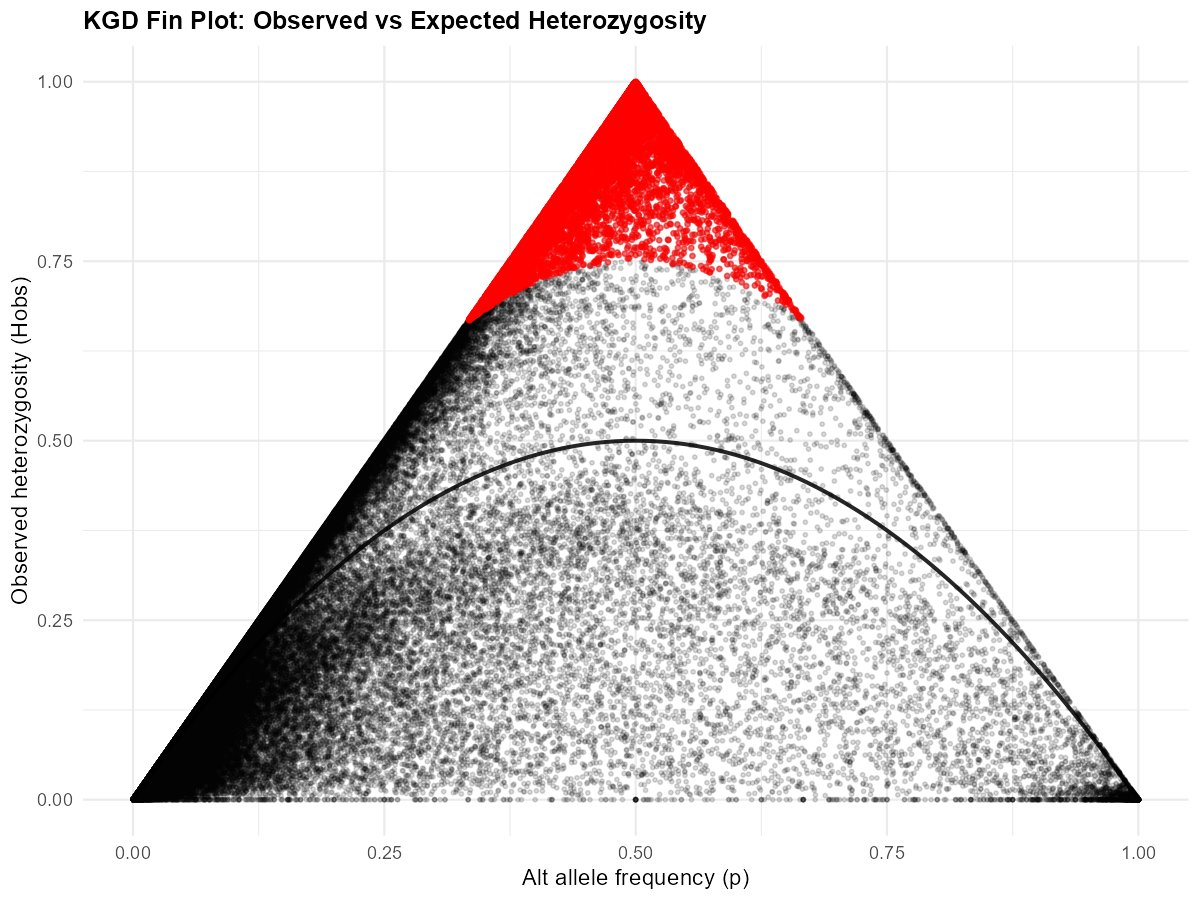 KGD Fin Plot: Observed vs Expected Heterozygosity
1.00
0.75
0.50
0.25
0.00
Observed heterozygosity (Hobs)
0.00 0.25 0.50 0.75 1.00
Alt allele frequency (p)